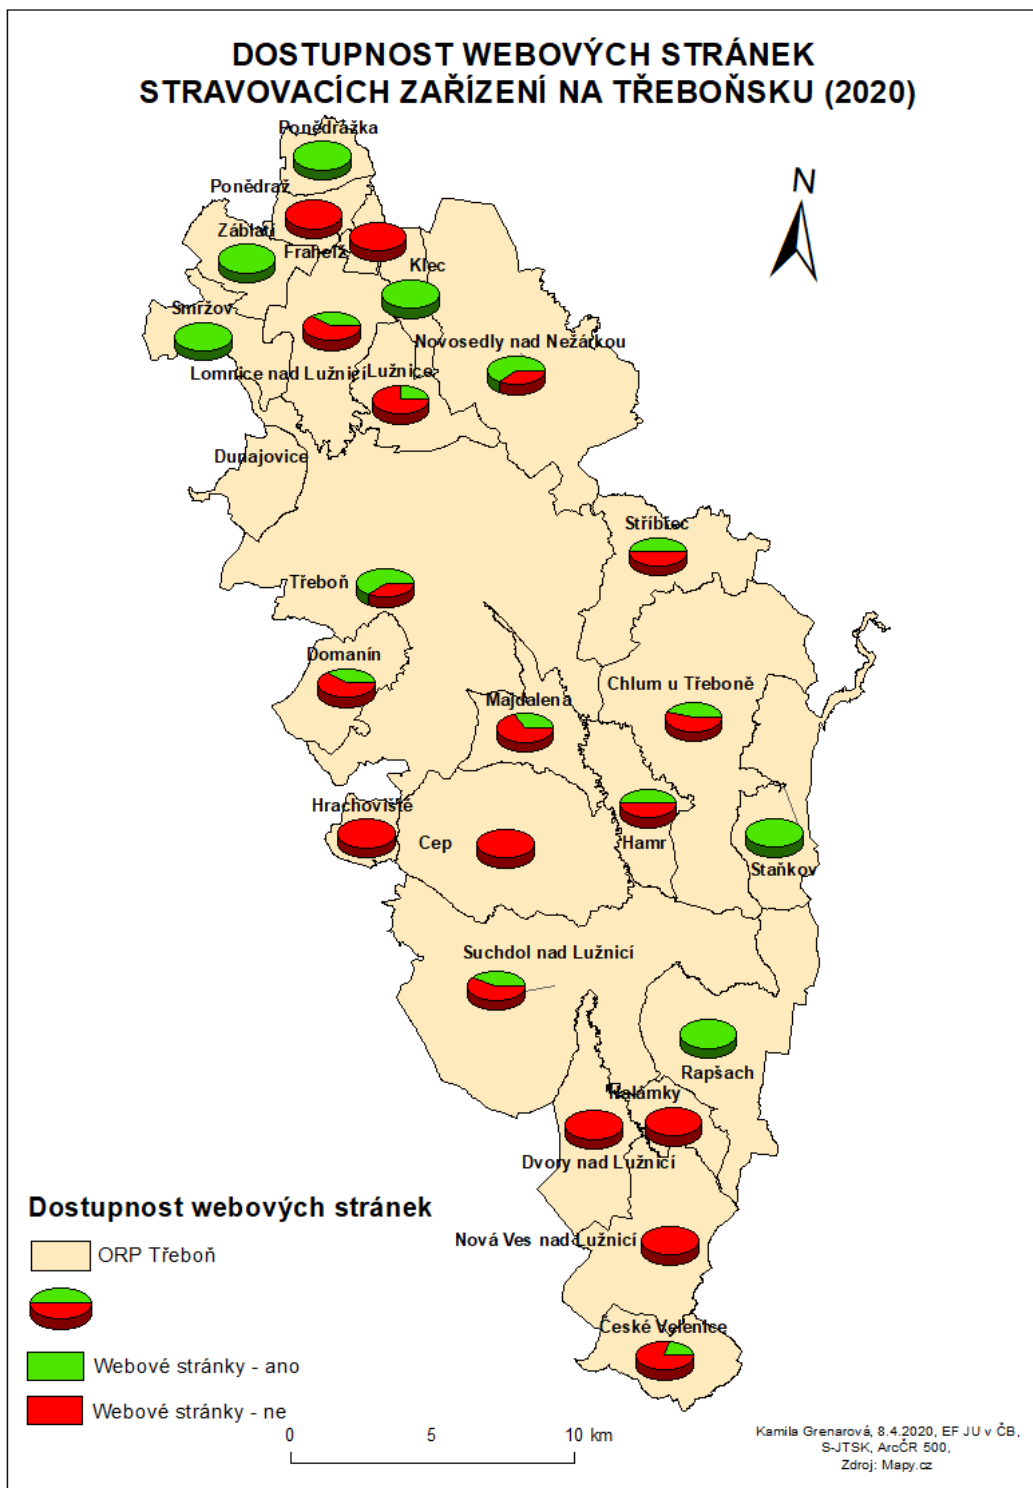 DOSTUPNOST WEBOVÝCH STRÁNEK
STRAVOVACÍCH ZAŘÍZENÍ NA TŘEBOŇSKU (2020)
Ponědrážka
N
Ponědraž
Záblatí
Frahelž
Klec
Smržov
Novosedly nad Nežárkou
Lomnice nad Lužnicí
Lužnice
Dunajovice
Stříbřec
Třeboň
Domanín
Chlum u Třeboně
Majdalena
Hrachoviště
Cep
Hamr
Staňkov
Suchdol nad Lužnicí
Rapšach
Halámky
Dvory nad Lužnicí
Nová Ves nad Lužnicí
České Velenice
Dostupnost webových stránek
ORP Třeboň
Webové stránky - ano
Webové stránky - ne
0 5 10 km
Kamila Grenarová, 8.4.2020, EF JU v ČB,
S-JTSK, ArcČR 500,
Zdroj: Mapy.cz